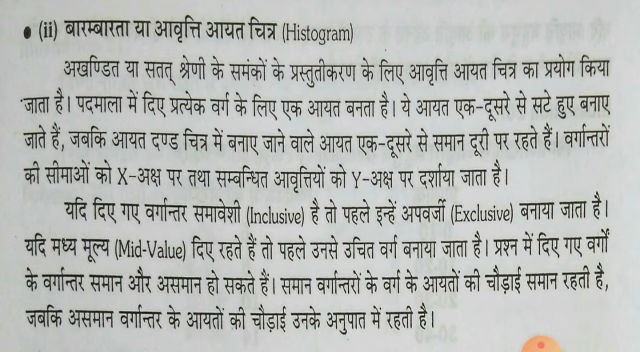 • (ii) बारम्बारता या आवृत्ति आयत चित्र (Histogram)
अखण्डित या सतत् श्रेणी के समंकों के प्रस्तुतीकरण के लिए आवृत्ति आयत चित्र का प्रयोग किया
जाता है। पदमाला में दिए प्रत्येक वर्ग के लिए एक आयत बनता है। ये आयत एक-दूसरे से सटे हुए बनाए
जाते हैं, जबकि आयत दण्ड चित्र में बनाए जाने वाले आयत एक-दूसरे से समान दूरी पर रहते हैं। वर्गान्तरों
की सीमाओं को X-अक्ष पर तथा सम्बन्धित आवृत्तियों को Y-अक्ष पर दर्शाया जाता है।
यदि दिए गए वर्गान्तर समावेशी (Inclusive) है तो पहले इन्हें अपवर्जी (Exclusive) बनाया जाता है।
यदि मध्य मूल्य (Mid-Value) दिए रहते हैं तो पहले उनसे उचित वर्ग बनाया जाता है। प्रश्न में दिए गए वर्गों
के वर्गान्तर समान और असमान हो सकते हैं। समान वर्गान्तरों के वर्ग के आयतों की चौड़ाई समान रहती है,
जबकि असमान वर्गान्तर के आयतों की चौड़ाई उनके अनुपात में रहती है।